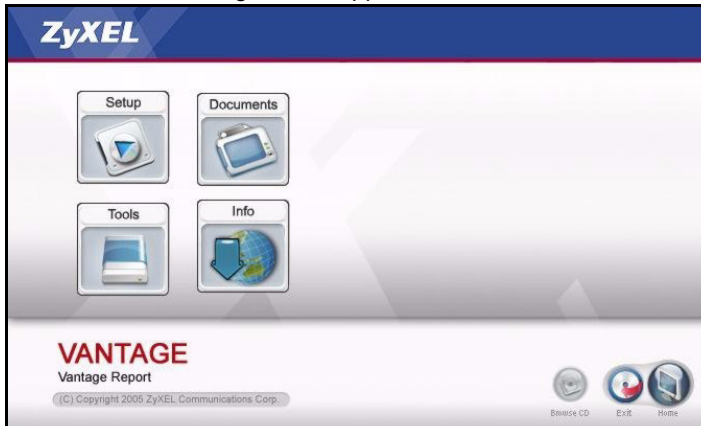 ZyXEL
Setup
Documents
Tools
Info
VANTAGE
Vantage Report
(C) Copyright 2005 ZyXEL Communications Corp.
Browse CD
Exit
Home